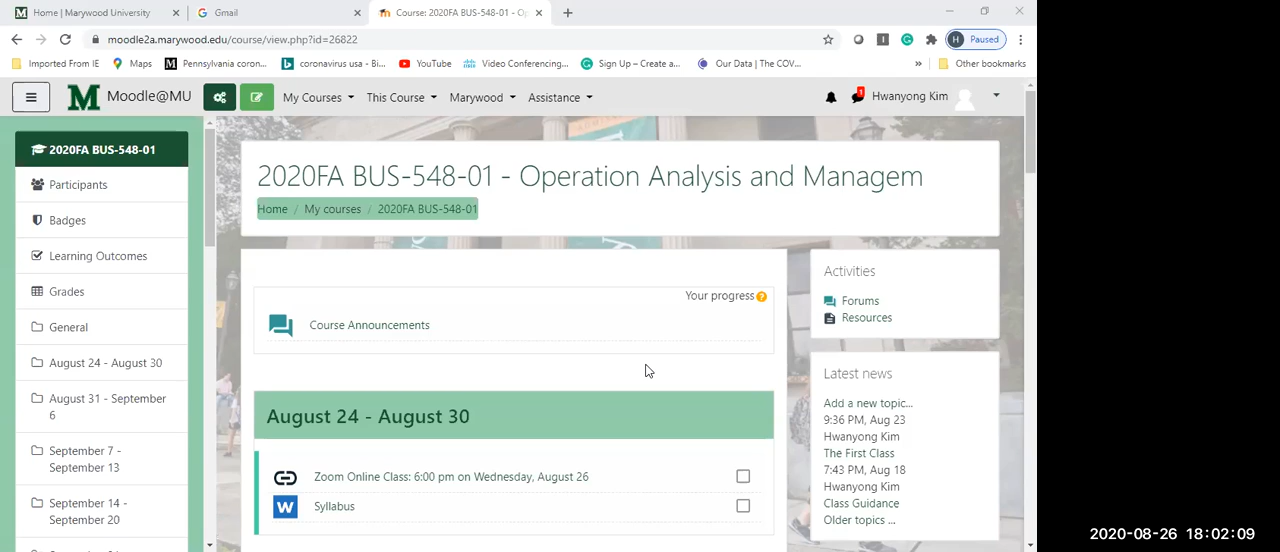 Home | Marywood University
Gmail
Course: 2020FA BUS-548-01 - Op
moodle2a.marywood.edu/course/view.php?id=26822
H Paused
Imported From IE
Maps
Pennsylvania coron...
coronavirus usa - Bi...
YouTube
Video Conferencing...
Sign Up – Create a...
Our Data | The COV...
»
Other bookmarks
M Moodle@MU
My Courses
This Course
Marywood
Assistance
1
Hwanyong Kim
2020FA BUS-548-01
Participants
Badges
Learning Outcomes
Grades
General
August 24 - August 30
August 31 - September
6
September 7 -
September 13
September 14 -
September 20
2020FA BUS-548-01 - Operation Analysis and Managem
Home / My courses / 2020FA BUS-548-01
Your progress
Course Announcements
August 24 - August 30
Zoom Online Class: 6:00 pm on Wednesday, August 26
W Syllabus
Activities
Forums
Resources
Latest news
Add a new topic...
9:36 PM, Aug 23
Hwanyong Kim
The First Class
7:43 PM, Aug 18
Hwanyong Kim
Class Guidance
Older topics ...
2020-08-26 18:02:09